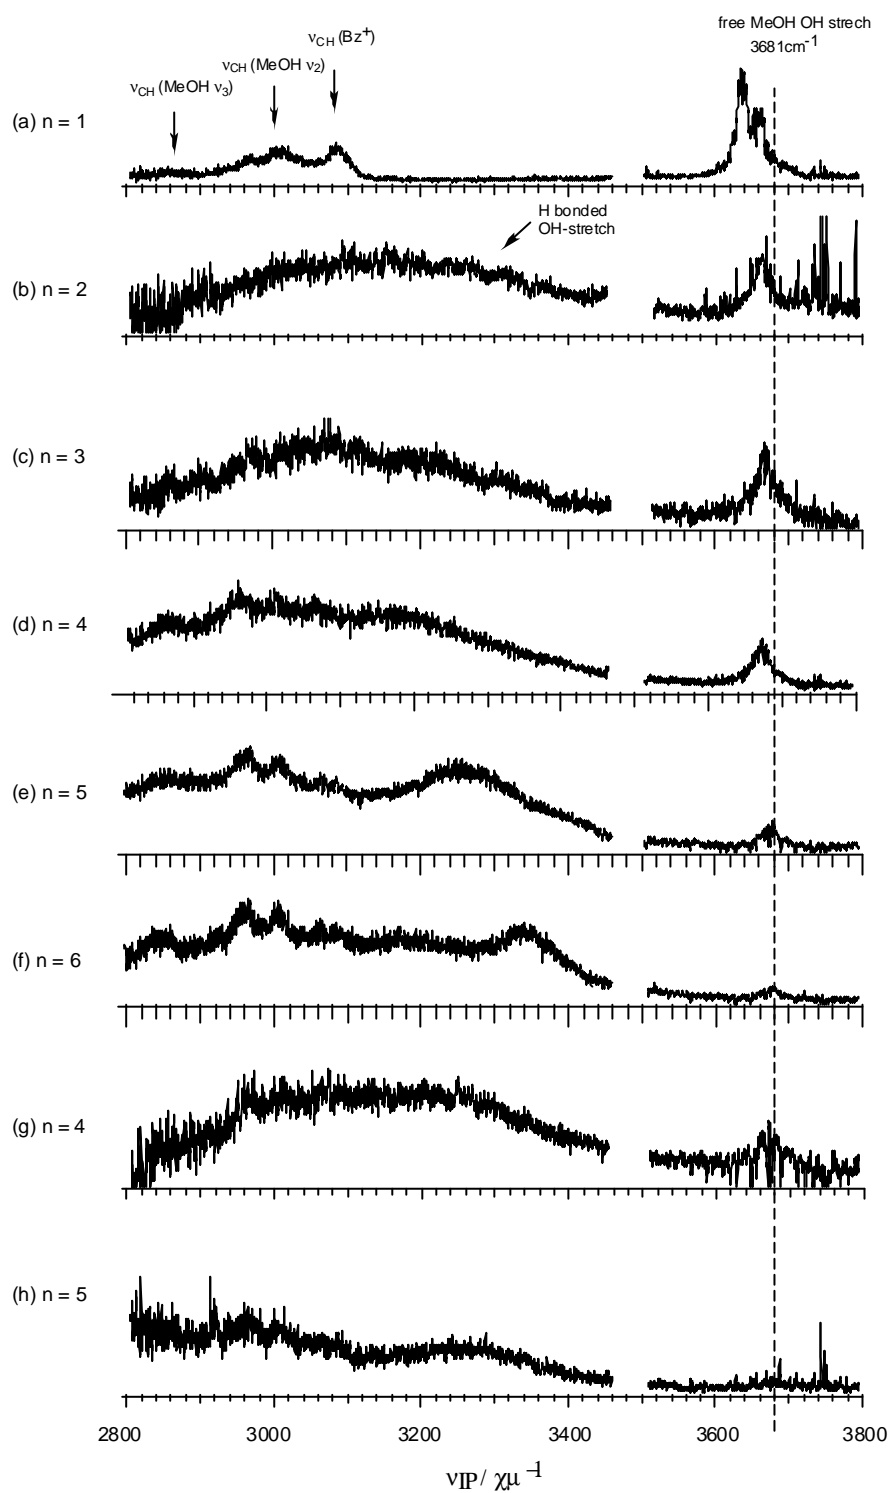 free MeOH OH strech
3681cm-1
νCH (Bz+)
νCH (MeOH ν2)
νCH (MeOH ν3)
(a) n = 1
H bonded
OH-stretch
(b) n = 2
(c) n = 3
(d) n = 4
(e) n = 5
(f) n = 6
(g) n = 4
(h) n = 5
2800 3000 3200 3400 3600 3800
νIP / χμ –1